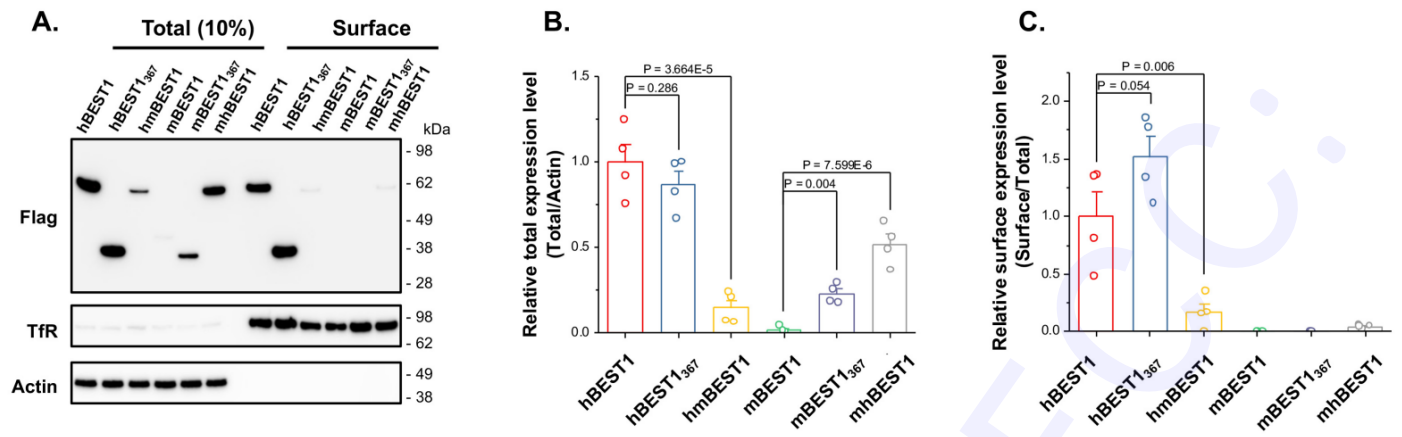 A.
Total (10%)
Surface
hBEST1
hBEST1₃₆₇
hmBEST1
mBEST1
mBEST1₃₆₇
mhBEST1
hBEST1
hBEST1₃₆₇
hmBEST1
mBEST1
mBEST1₃₆₇
mhBEST1
kDa
Flag
- 98
- 62
- 49
- 38
- 28
TfR
- 98
- 62
Actin
- 49
- 38
B.
Relative total expression level
(Total/Actin)
1.5
1.0
0.5
0.0
P = 3.664E-5
P = 0.286
P = 7.599E-6
P = 0.004
hBEST1
hBEST1₃₆₇
hmBEST1
mBEST1
mBEST1₃₆₇
mhBEST1
C.
Relative surface expression level
(Surface/Total)
2.0
1.5
1.0
0.5
0.0
P = 0.006
P = 0.054
hBEST1
hBEST1₃₆₇
hmBEST1
mBEST1
mBEST1₃₆₇
mhBEST1